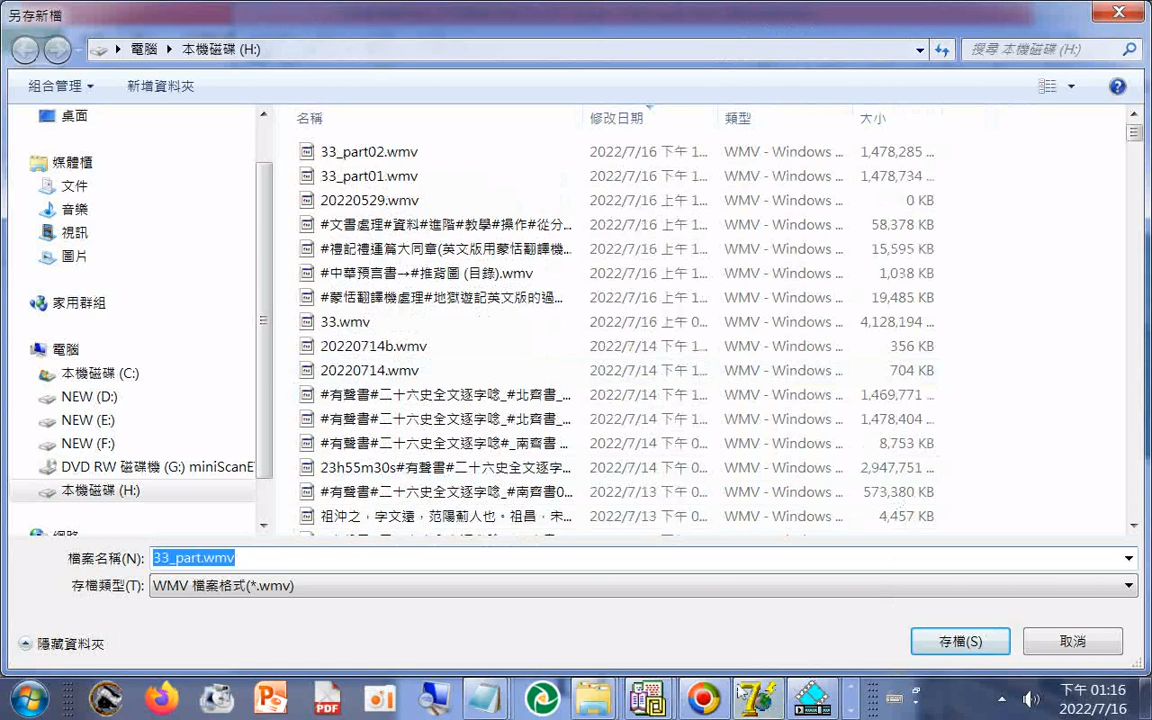 另存新檔
電腦 本機磁碟 (H:) 搜尋 本機磁碟 (H:)
組合管理 新增資料夾
桌面
媒體櫃
文件
音樂
視訊
圖片
家用群組
電腦
本機磁碟 (C:)
NEW (D:)
NEW (E:)
NEW (F:)
DVD RW 磁碟機 (G:) miniScanE
本機磁碟 (H:)
名稱 修改日期 類型 大小
33_part02.wmv 2022/7/16 下午 1... WMV - Windows ... 1,478,285 ...
33_part01.wmv 2022/7/16 下午 1... WMV - Windows ... 1,478,734 ...
20220529.wmv 2022/7/16 上午 1... WMV - Windows ... 0 KB
#文書處理#資料#進階#教學#操作#從分... 2022/7/16 上午 1... WMV - Windows ... 58,378 KB
#禮記禮運篇大同章(英文版用蒙恬翻譯機... 2022/7/16 上午 1... WMV - Windows ... 15,595 KB
#中華預言書→#推背圖 (目錄).wmv 2022/7/16 上午 1... WMV - Windows ... 1,038 KB
#蒙恬翻譯機處理#地獄遊記英文版的過... 2022/7/16 上午 1... WMV - Windows ... 19,485 KB
33.wmv 2022/7/16 上午 0... WMV - Windows ... 4,128,194 ...
20220714b.wmv 2022/7/14 下午 1... WMV - Windows ... 356 KB
20220714.wmv 2022/7/14 下午 1... WMV - Windows ... 704 KB
#有聲書#二十六史全文逐字唸_#北齊書_... 2022/7/14 下午 1... WMV - Windows ... 1,469,771 ...
#有聲書#二十六史全文逐字唸_#北齊書_... 2022/7/14 下午 1... WMV - Windows ... 1,478,404 ...
#有聲書#二十六史全文逐字唸#_南齊書 ... 2022/7/14 下午 0... WMV - Windows ... 8,753 KB
23h55m30s#有聲書#二十六史全文逐字... 2022/7/14 下午 0... WMV - Windows ... 2,947,751 ...
#有聲書#二十六史全文逐字唸_#南齊書0... 2022/7/13 下午 0... WMV - Windows ... 573,380 KB
祖沖之，字文遠，范陽薊人也。祖昌，宋... 2022/7/13 下午 0... WMV - Windows ... 4,457 KB
檔案名稱(N): 33_part.wmv
存檔類型(T): WMV 檔案格式(*.wmv)
隱藏資料夾 存檔(S) 取消
下午 01:16
2022/7/16